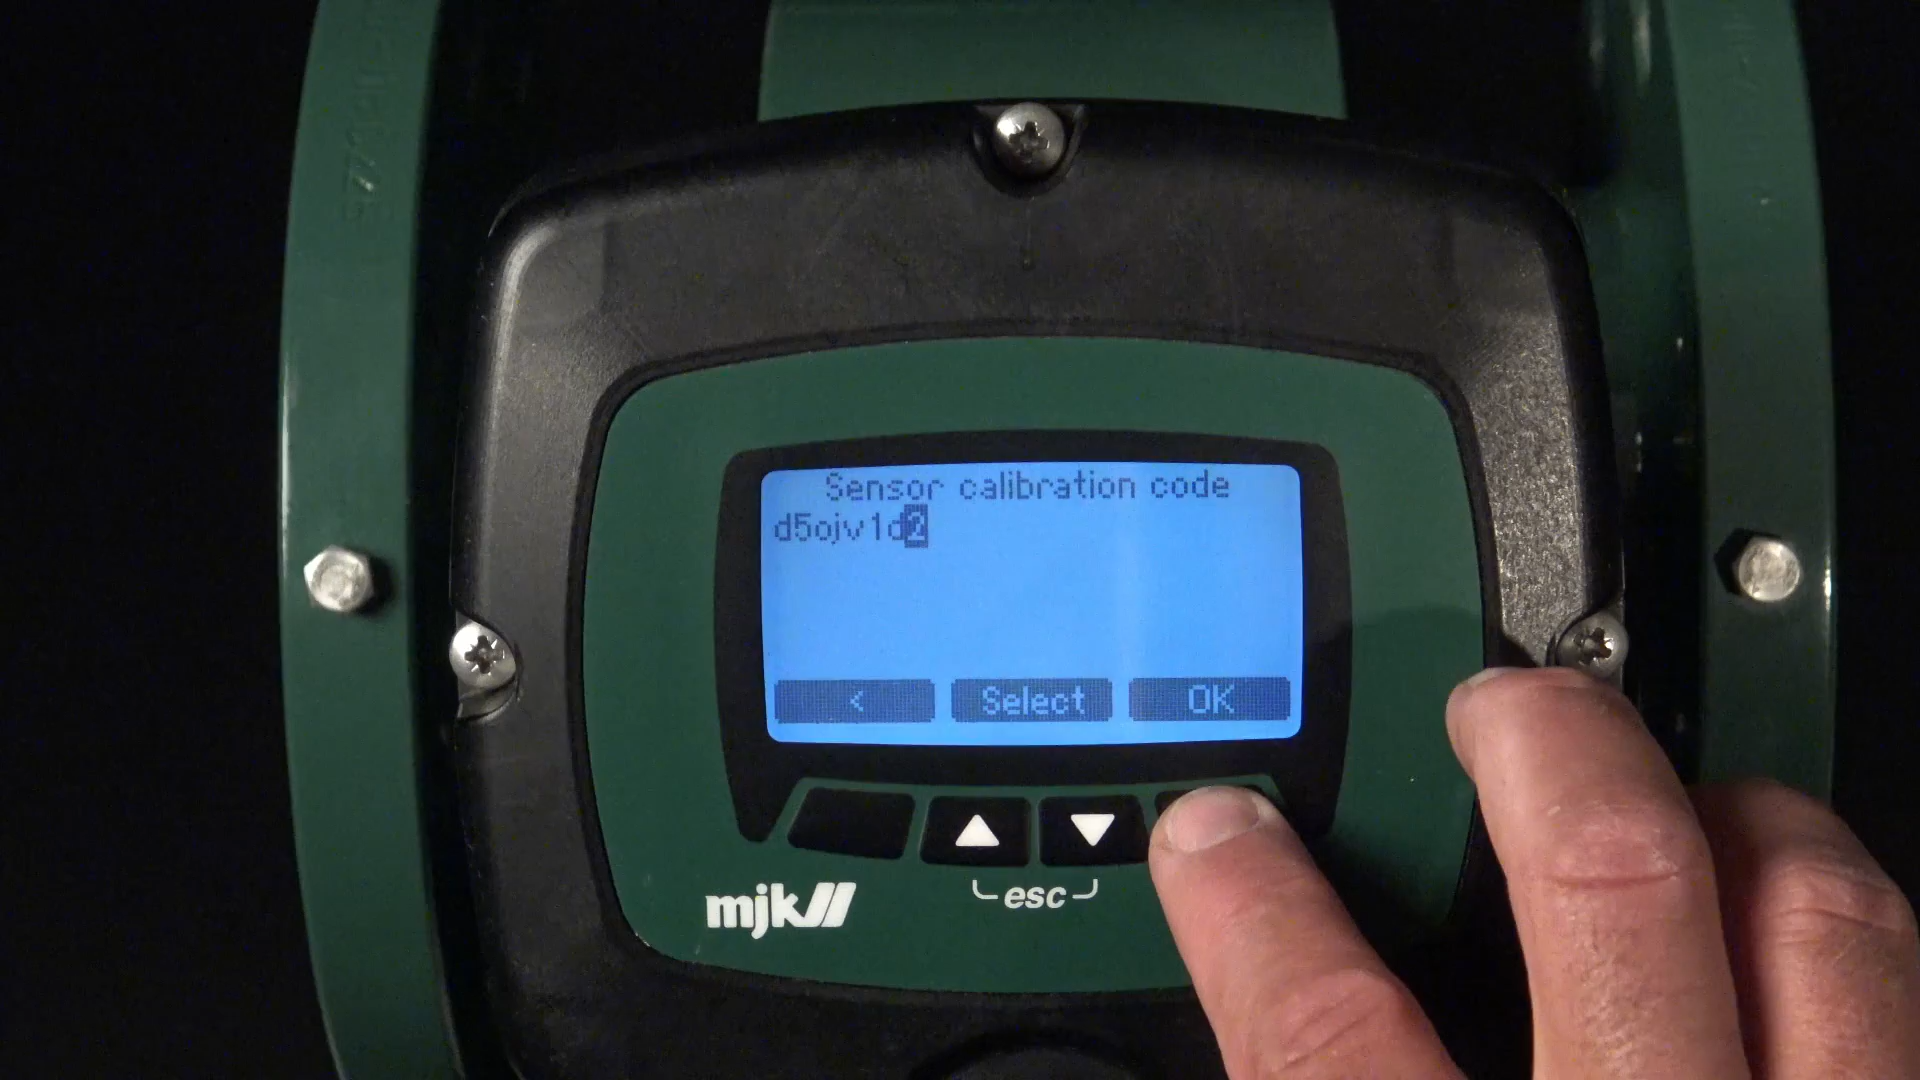 Sensor calibration code
d5ojv1d2
< Select OK
esc
mjk